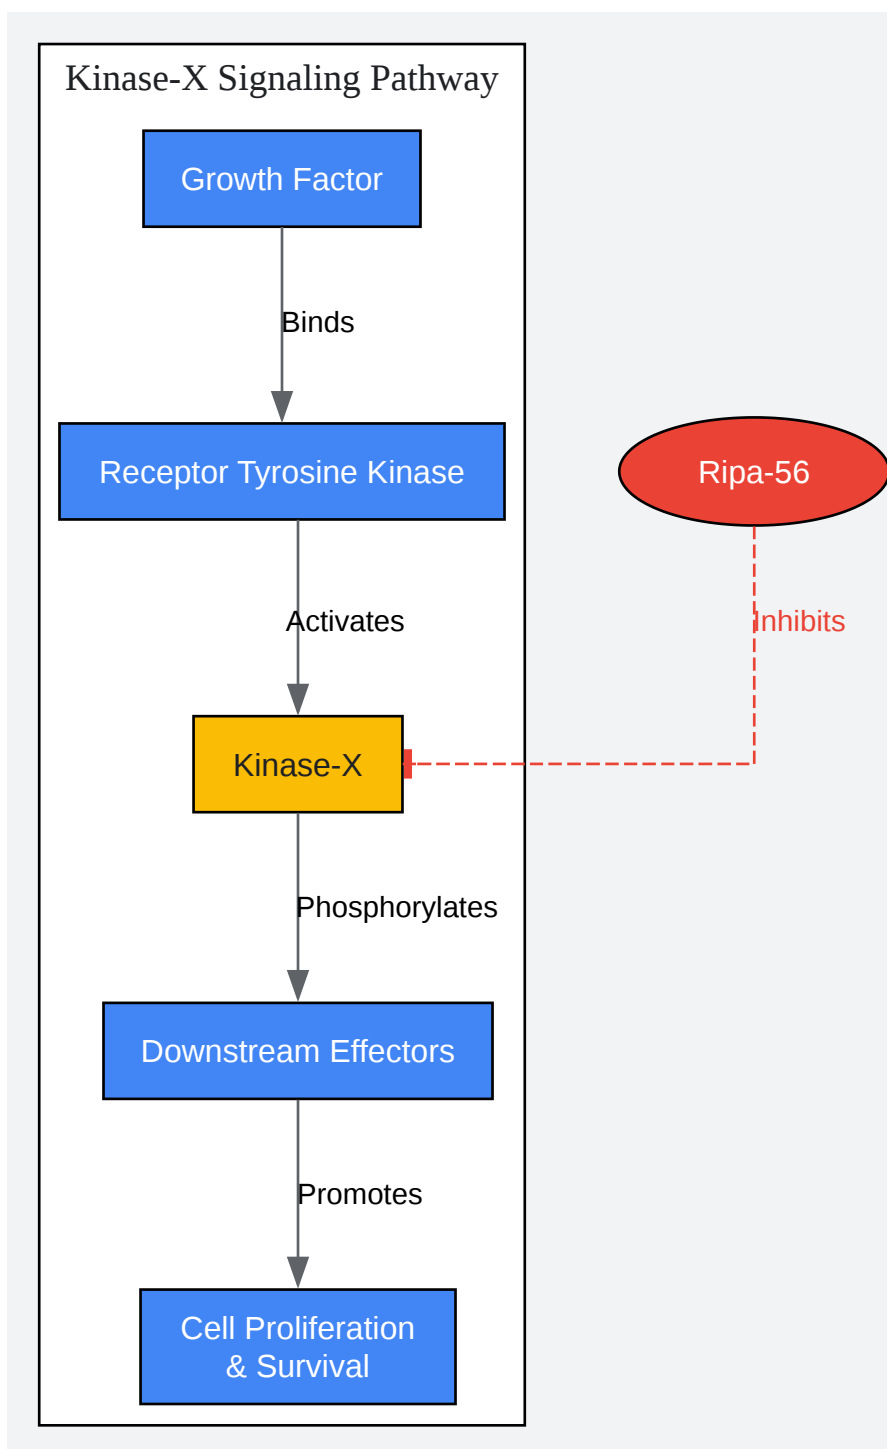 Kinase-X Signaling Pathway
Growth Factor
Binds
Receptor Tyrosine Kinase
Ripa-56
Activates
Inhibits
Kinase-X
Phosphorylates
Downstream Effectors
Promotes
Cell Proliferation
& Survival